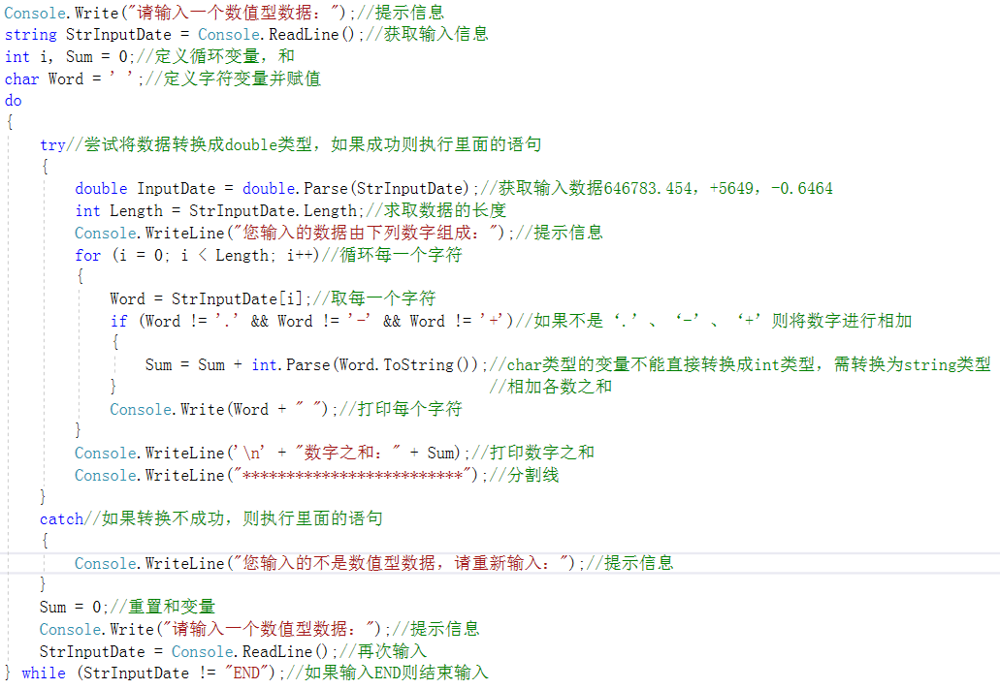 Console.Write("请输入一个数值型数据：");//提示信息
string StrInputDate = Console.ReadLine();//获取输入信息
int i, Sum = 0;//定义循环变量，和
char Word = ' ';//定义字符变量并赋值
do
{
try//尝试将数据转换成double类型，如果成功则执行里面的语句
{
double InputDate = double.Parse(StrInputDate);//获取输入数据646783.454，+5649，-0.6464
int Length = StrInputDate.Length;//求取数据的长度
Console.WriteLine("您输入的数据由下列数字组成：");//提示信息
for (i = 0; i < Length; i++)//循环每一个字符
{
Word = StrInputDate[i];//取每一个字符
if (Word != '.' && Word != '-' && Word != '+')//如果不是‘.’、‘-’、‘+’则将数字进行相加
{
Sum = Sum + int.Parse(Word.ToString());//char类型的变量不能直接转换成int类型，需转换为string类型
} //相加各数之和
Console.Write(Word + " ");//打印每个字符
}
Console.WriteLine('\n' + "数字之和：" + Sum);//打印数字之和
Console.WriteLine("*************************");//分割线
}
catch//如果转换不成功，则执行里面的语句
{
Console.WriteLine("您输入的不是数值型数据，请重新输入：");//提示信息
}
Sum = 0;//重置和变量
Console.Write("请输入一个数值型数据：");//提示信息
StrInputDate = Console.ReadLine();//再次输入
} while (StrInputDate != "END");//如果输入END则结束输入